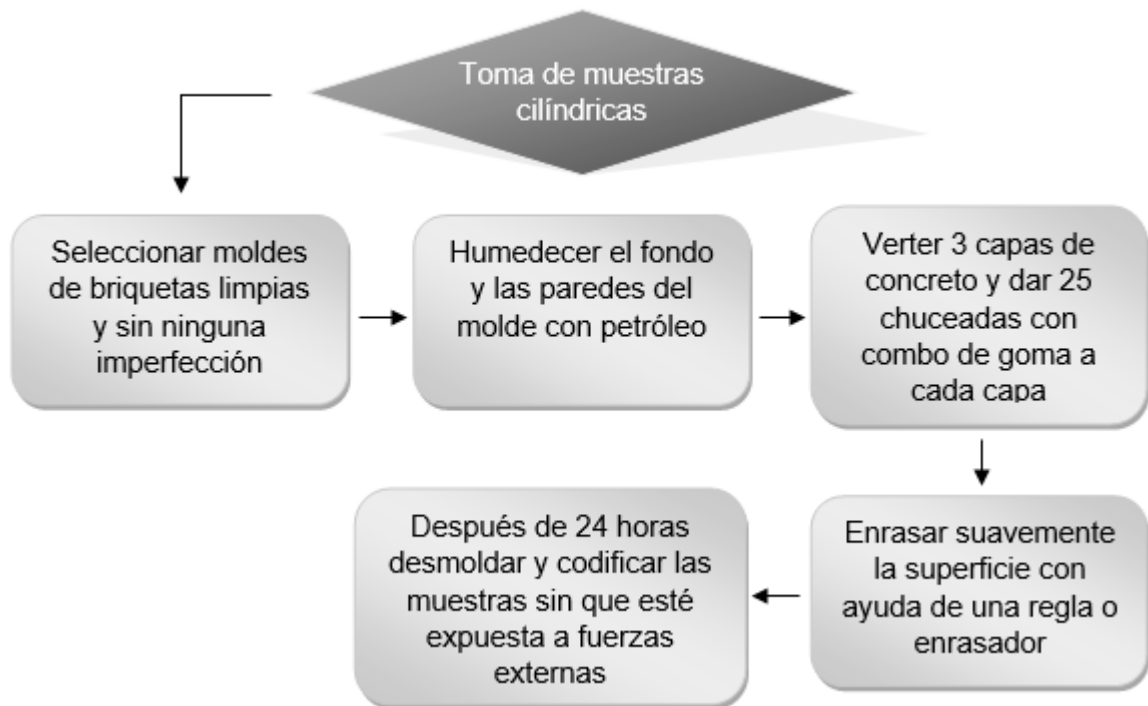 Toma de muestras
cilíndricas
Seleccionar moldes
de briquetas limpias
y sin ninguna
imperfección
Humedecer el fondo
y las paredes del
molde con petróleo
Verter 3 capas de
concreto y dar 25
chuceadas con
combo de goma a
cada capa
Enrasar suavemente
la superficie con
ayuda de una regla o
enrasador
Después de 24 horas
desmoldar y codificar las
muestras sin que esté
expuesta a fuerzas
externas